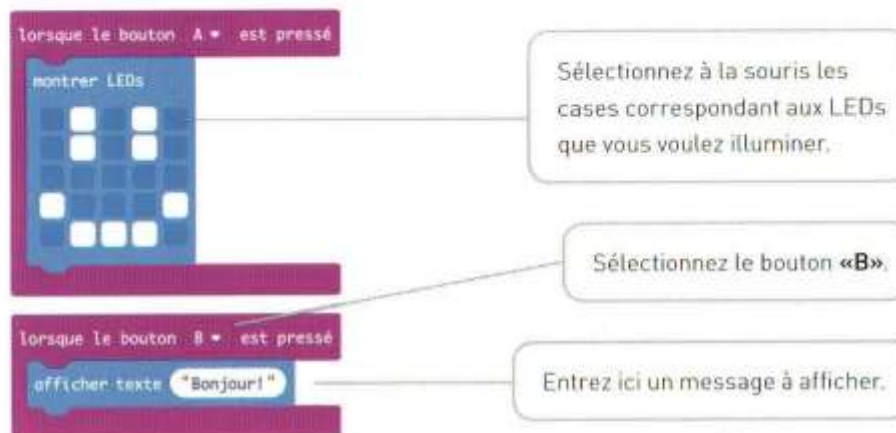 lorsque le bouton A est pressé
montrer LEDs
Sélectionnez à la souris les
cases correspondant aux LEDs
que vous voulez illuminer.
Sélectionnez le bouton «B».
lorsque le bouton B est pressé
afficher texte "Bonjour!"
Entrez ici un message à afficher.